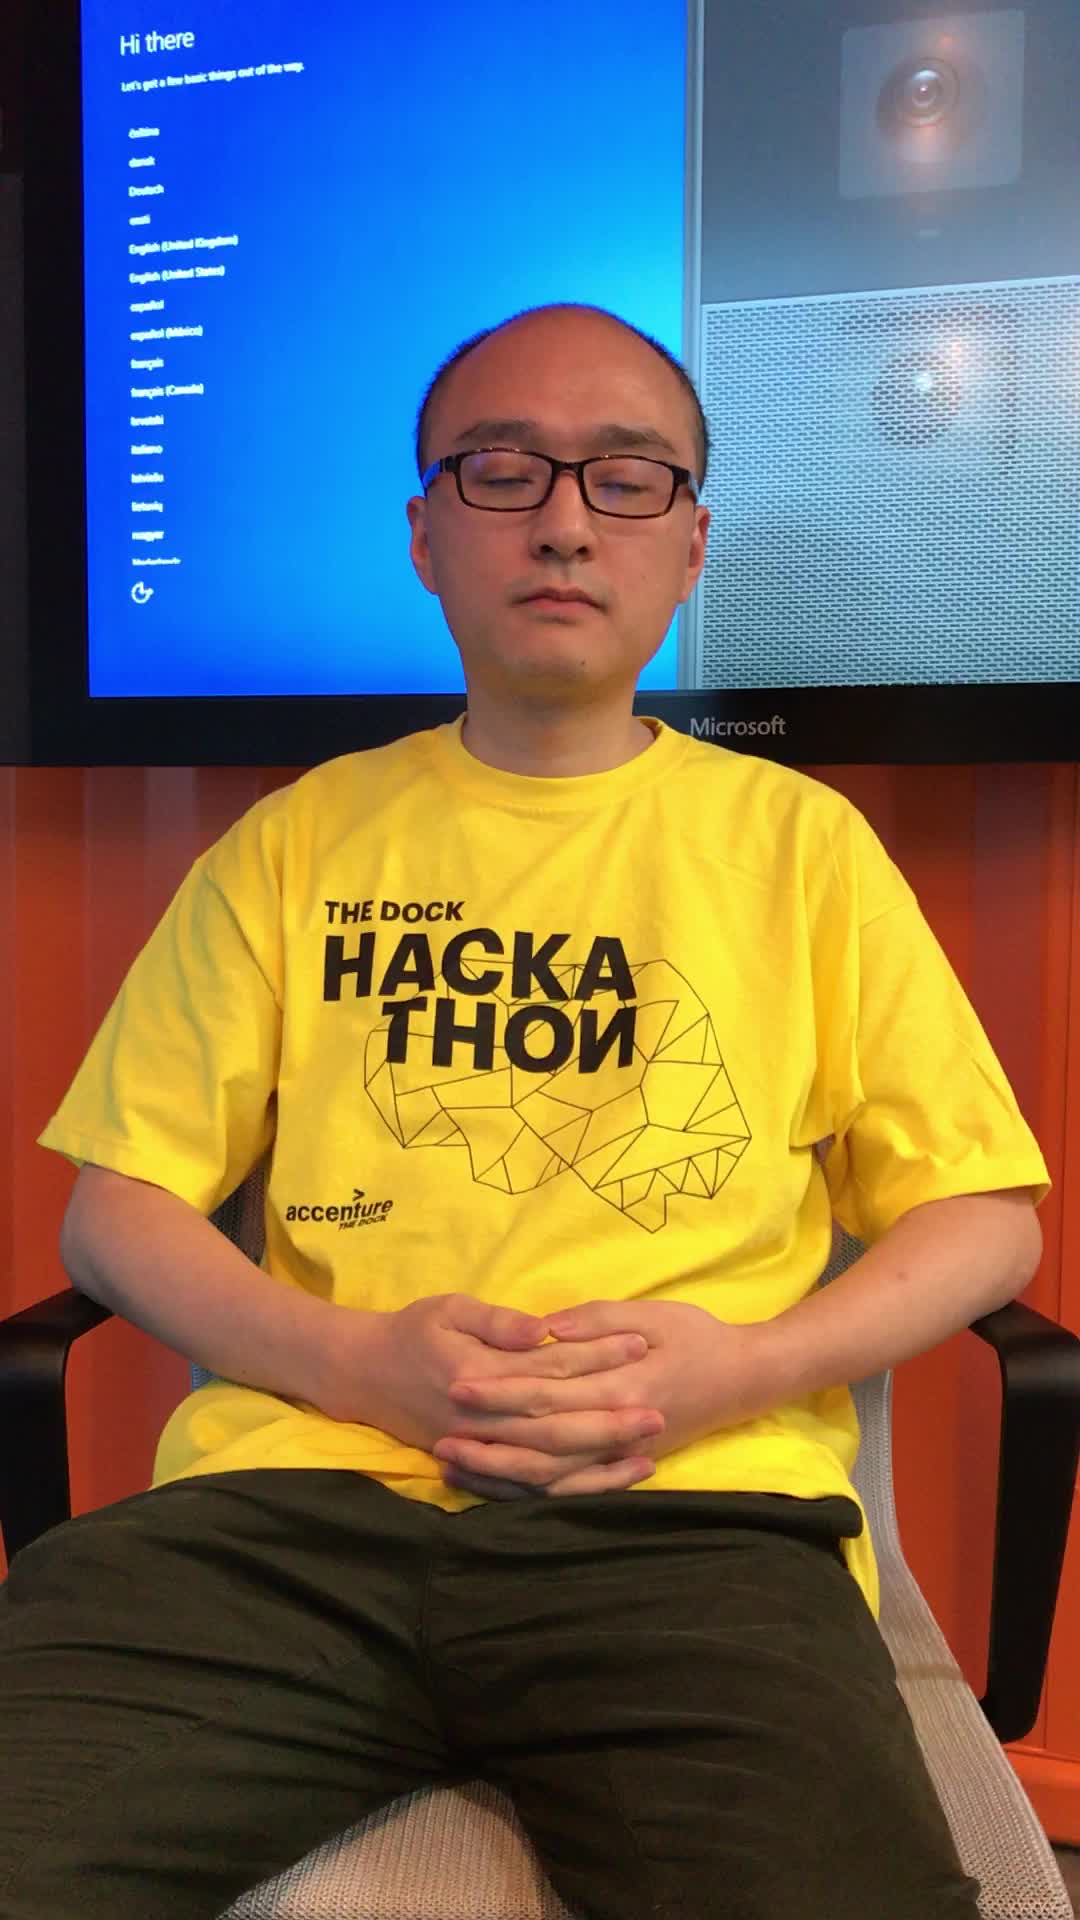 Hi there
Let's get a few basic things out of the way.
čeština
dansk
Deutsch
eesti
English (United Kingdom)
English (United States)
español
español (México)
français
français (Canada)
hrvatski
italiano
latviešu
lietuvių
magyar
Microsoft
THE DOCK
HACKA
THOИ
>
accenture
THE DOCK